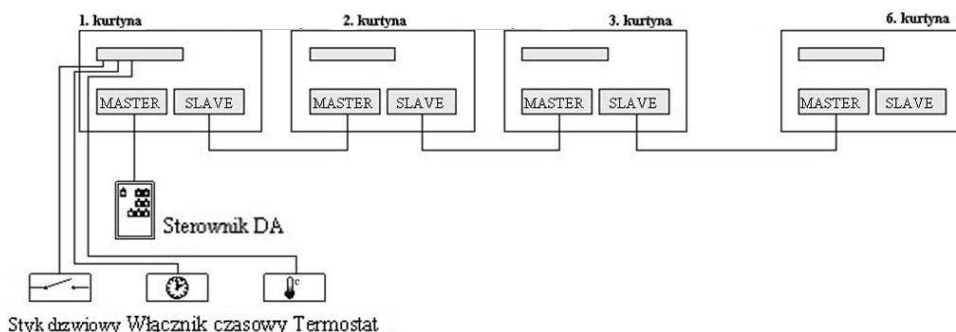 1. kurtyna 2. kurtyna 3. kurtyna 6. kurtyna
MASTER SLAVE MASTER SLAVE MASTER SLAVE MASTER SLAVE
Sterownik DA
°c
Styk drzwiowy Włącznik czasowy Termostat